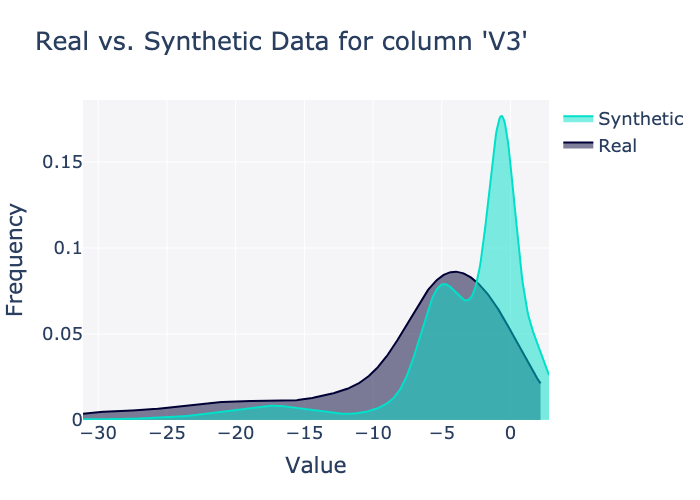 Real vs. Synthetic Data for column 'V3'
Synthetic
Real
Frequency
0.15
0.1
0.05
0
−30 −25 −20 −15 −10 −5 0
Value